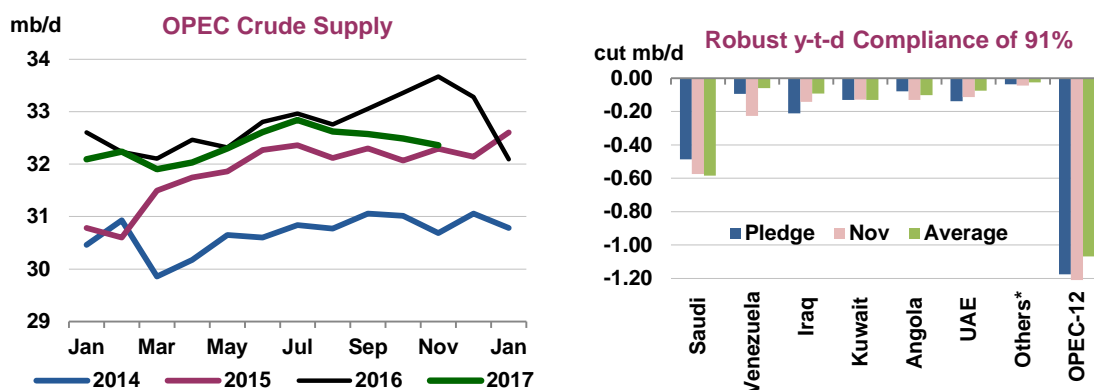 mb/d
OPEC Crude Supply
34
33
32
31
30
29
Jan
Mar
May
Jul
Sep
Nov
Jan
2014
2015
2016
2017
Robust y-t-d Compliance of 91%
cut mb/d
0.00
-0.20
-0.40
-0.60
-0.80
-1.00
-1.20
Pledge
Nov
Average
Saudi
Venezuela
Iraq
Kuwait
Angola
UAE
Others*
OPEC-12